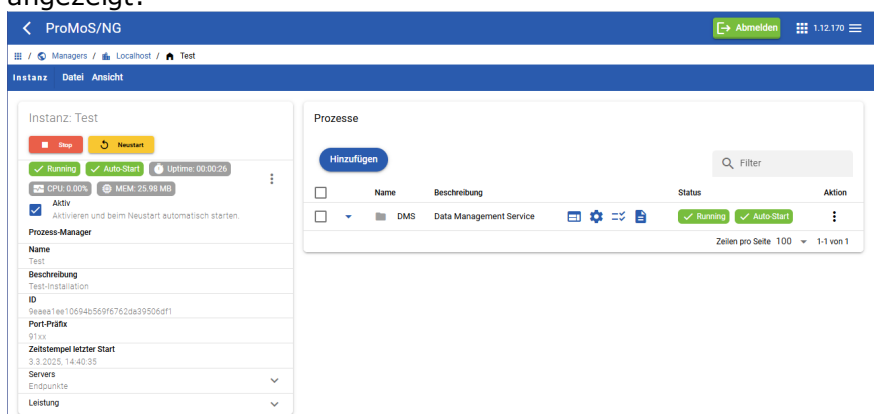 angezeigt:
ProMoS/NG
Abmelden
1.12.170
/ Managers / Localhost / Test
Instanz Datei Ansicht
Instanz: Test
Stop
Neustart
Running
Auto-Start
Uptime: 00:00:26
CPU: 0.00%
MEM: 25.98 MB
Aktiv
Aktivieren und beim Neustart automatisch starten.
Prozess-Manager
Name
Test
Beschreibung
Test-Installation
ID
9eaea1ee10694b569f6762da39506df1
Port-Präfix
91xx
Zeitstempel letzter Start
3.3.2025, 14:40:35
Servers
Endpunkte
Leistung
Prozesse
Hinzufügen
Filter
Name Beschreibung Status Aktion
DMS Data Management Service Running Auto-Start
Zeilen pro Seite 100 1-1 von 1